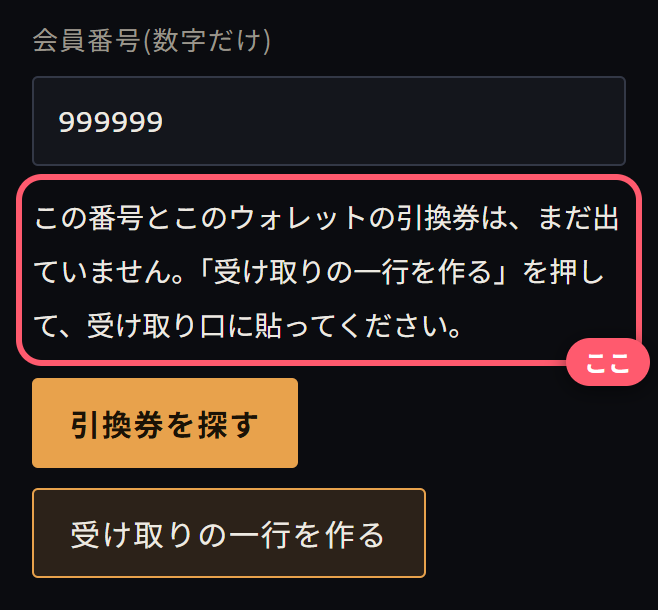 会員番号(数字だけ)
999999
この番号とこのウォレットの引換券は、まだ出
ていません。「受け取りの一行を作る」を押し
て、受け取り口に貼ってください。
ここ
引換券を探す
受け取りの一行を作る